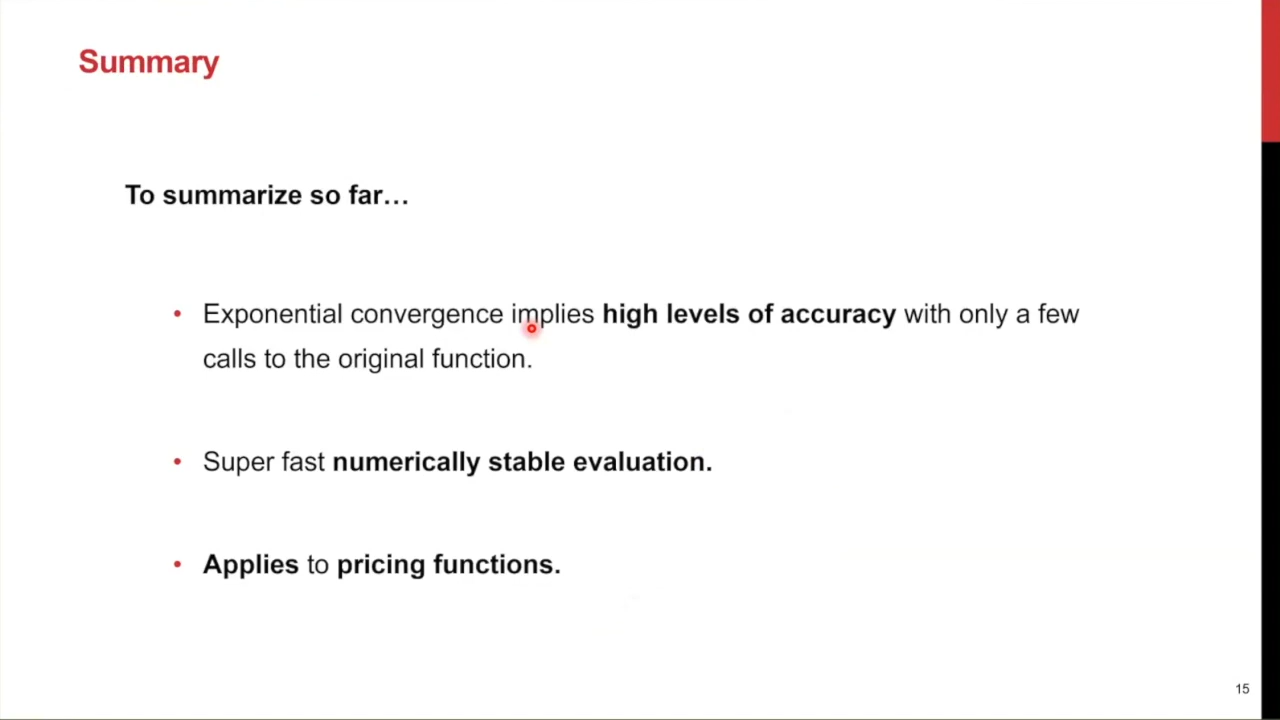 Summary
To summarize so far…
• Exponential convergence implies high levels of accuracy with only a few
calls to the original function.
• Super fast numerically stable evaluation.
• Applies to pricing functions.
15